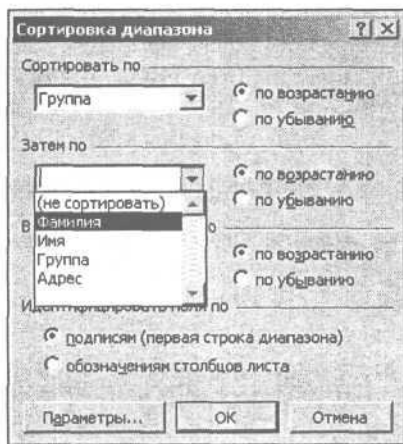 Сортировка диапазона
Сортировать по
Группа
по возрастанию
по убыванию
Затем по
по возрастанию
по убыванию
(не сортировать)
Фамилия
В о
Имя
Группа
по возрастанию
Адрес
по убыванию
по
подписям (первая строка диапазона)
обозначениям столбцов листа
Параметры...
ОК
Отмена